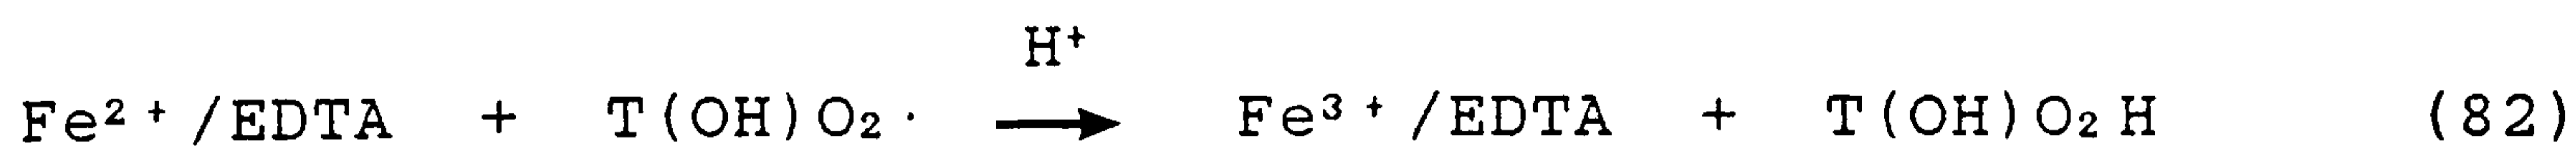 H⁺
Fe²⁺/EDTA + T(OH)O₂· ⟶ Fe³⁺/EDTA + T(OH)O₂H (82)